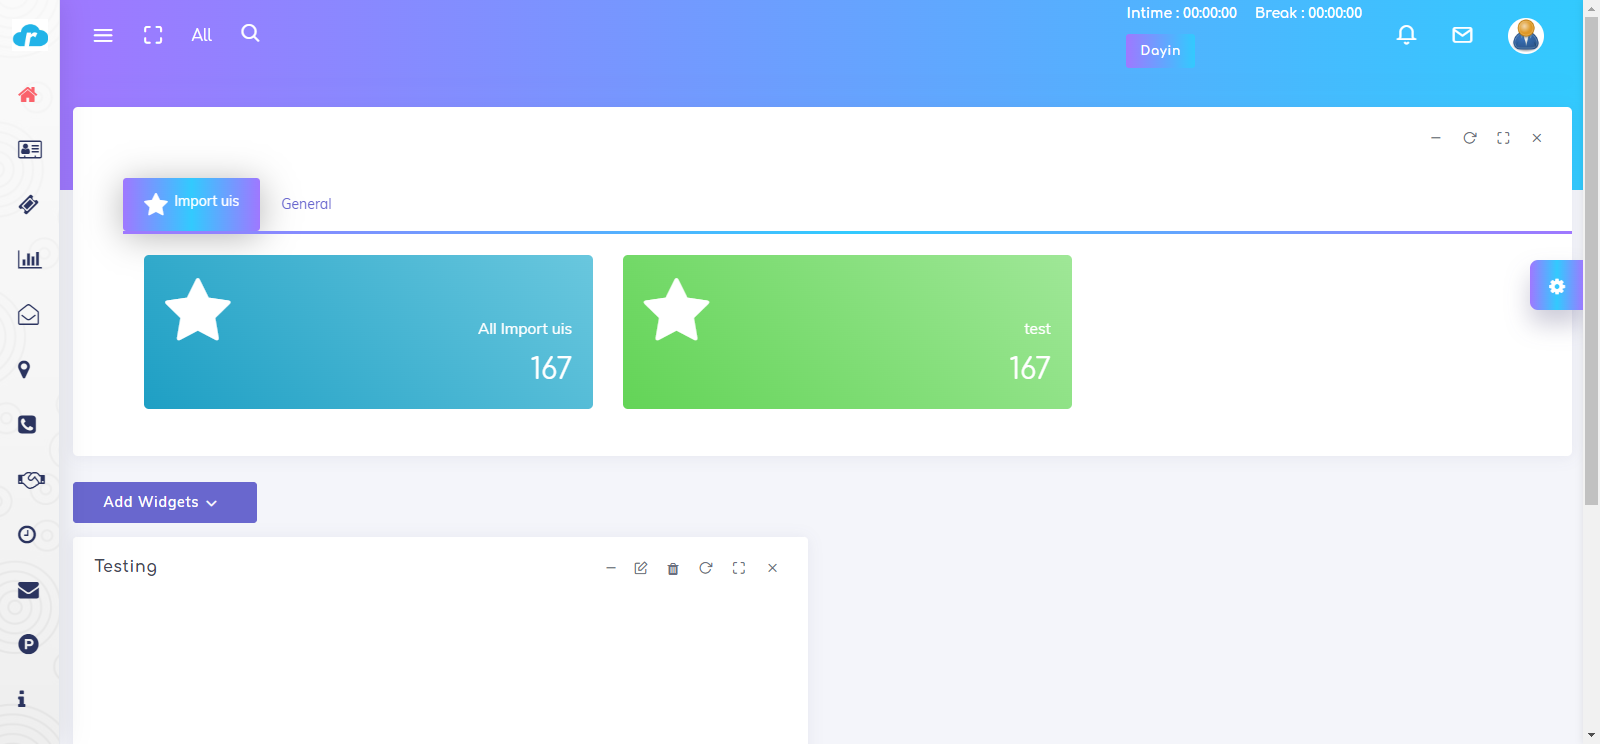 Intime : 00:00:00 Break : 00:00:00
All
Dayin
Import uis
General
All Import uis
167
test
167
Add Widgets
Testing